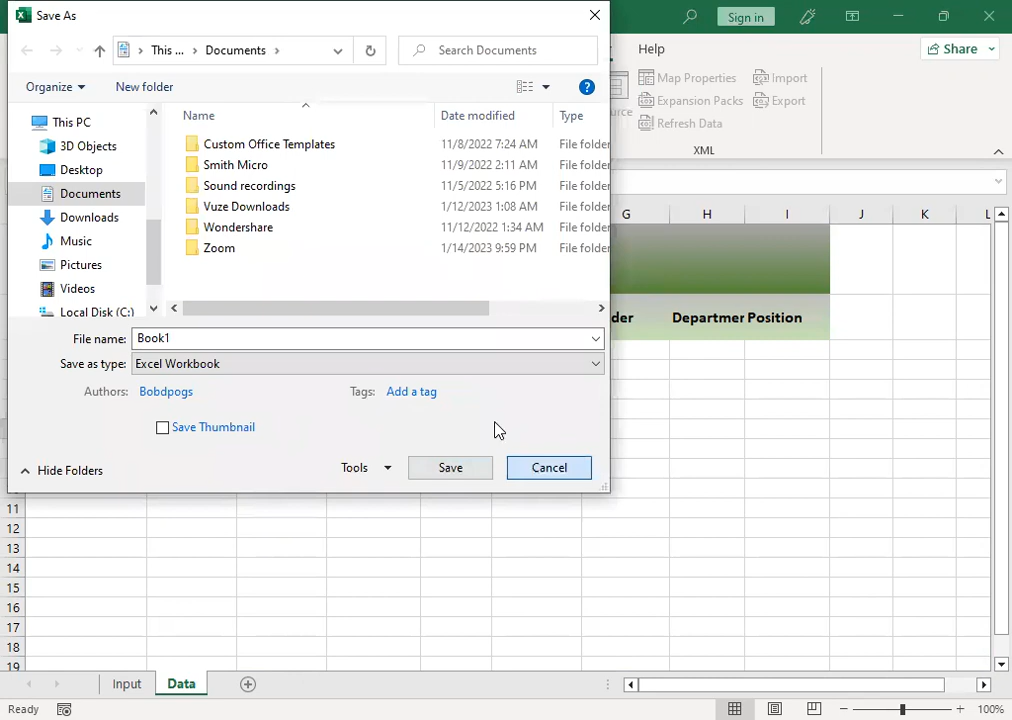 Save As
Sign in
This ... > Documents >
Search Documents
Help
Share
Organize
New folder
Map Properties
Import
Expansion Packs
Export
Refresh Data
XML
Name
Date modified
Type
This PC
3D Objects
Desktop
Documents
Downloads
Music
Pictures
Videos
Local Disk (C:)
Custom Office Templates 11/8/2022 7:24 AM File folder
Smith Micro 11/9/2022 2:11 AM File folder
Sound recordings 11/5/2022 5:16 PM File folder
Vuze Downloads 1/12/2023 1:08 AM File folder
Wondershare 11/12/2022 1:34 AM File folder
Zoom 1/14/2023 9:59 PM File folder
File name: Book1
Save as type: Excel Workbook
Authors: Bobdpogs
Tags: Add a tag
Save Thumbnail
Hide Folders
Tools
Save
Cancel
G H I J K L
der Departmer Position
11
12
13
14
15
16
17
18
19
Input Data
Ready
100%